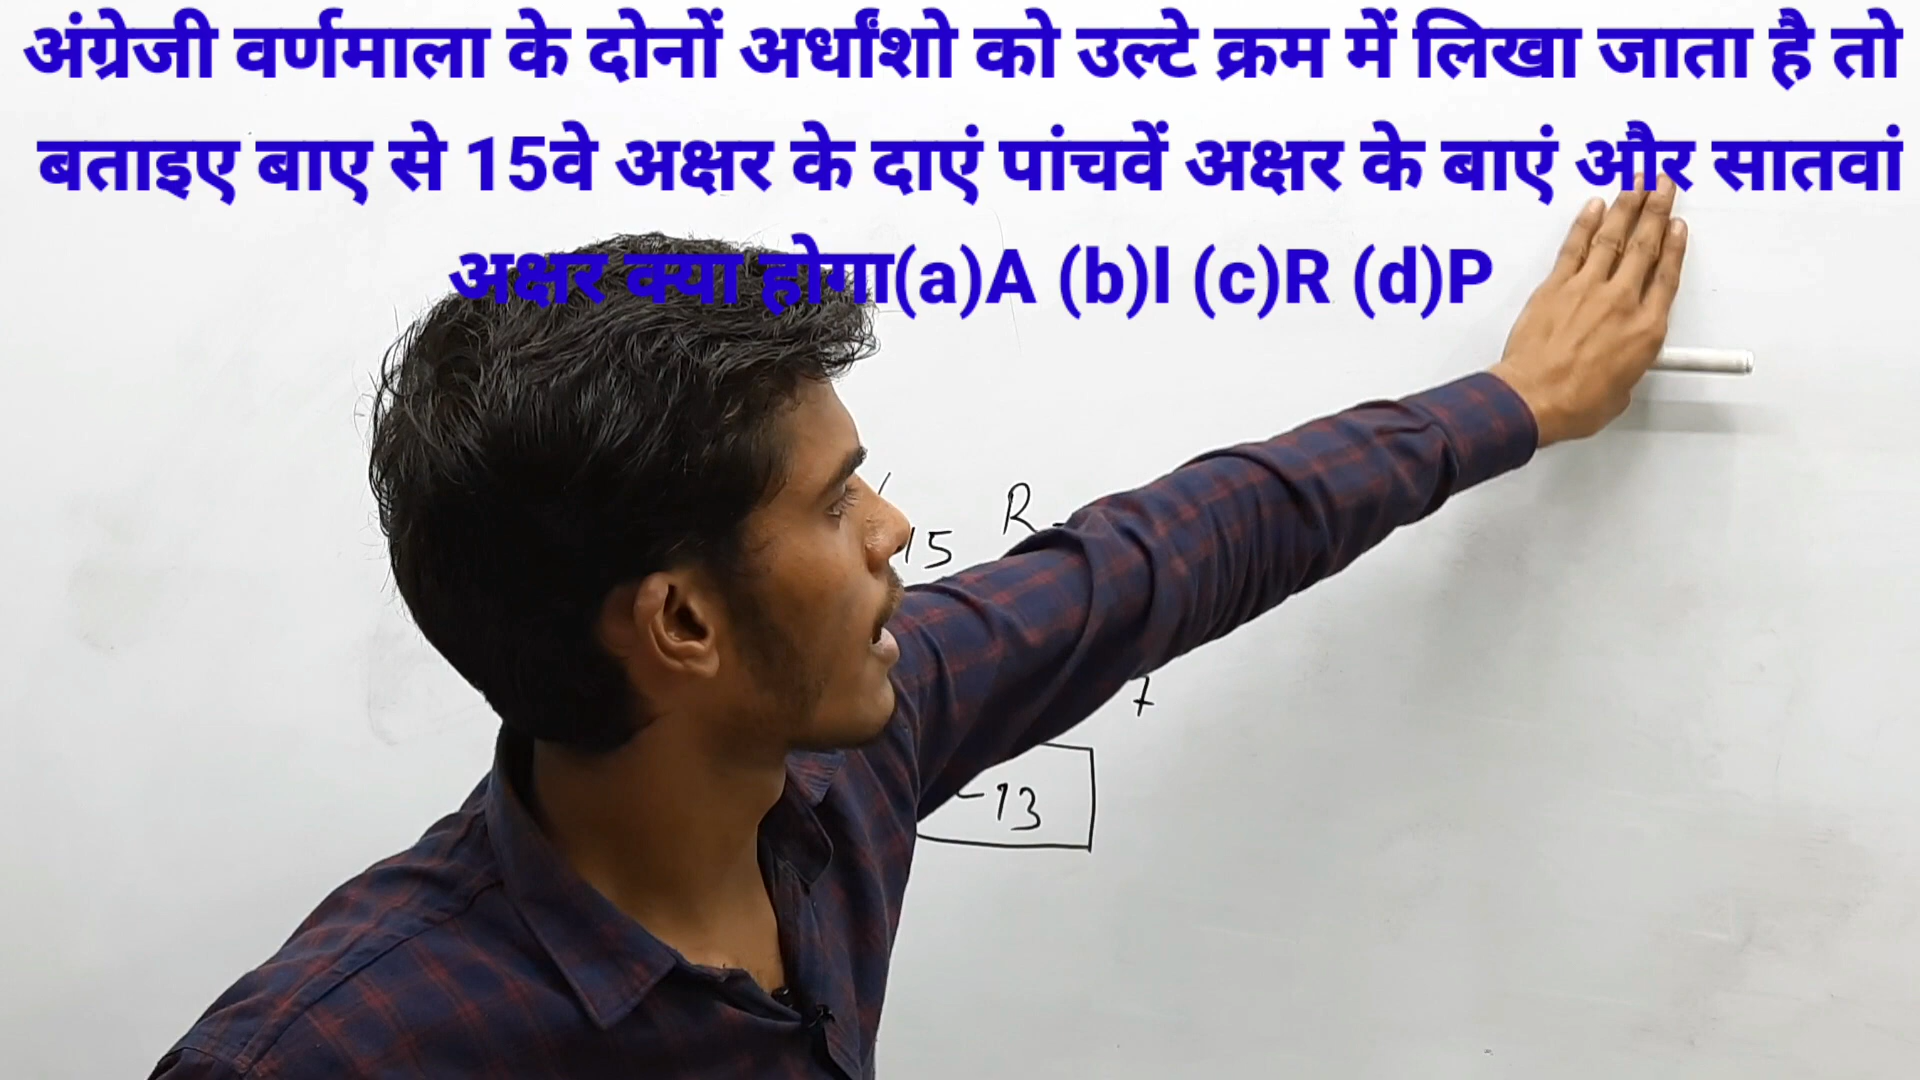 अंग्रेजी वर्णमाला के दोनों अर्धांशो को उल्टे क्रम में लिखा जाता है तो
बताइए बाए से 15वे अक्षर के दाएं पांचवें अक्षर के बाएं और सातवां
अक्षर क्या होगा(a)A (b)I (c)R (d)P
15 R
7
-13